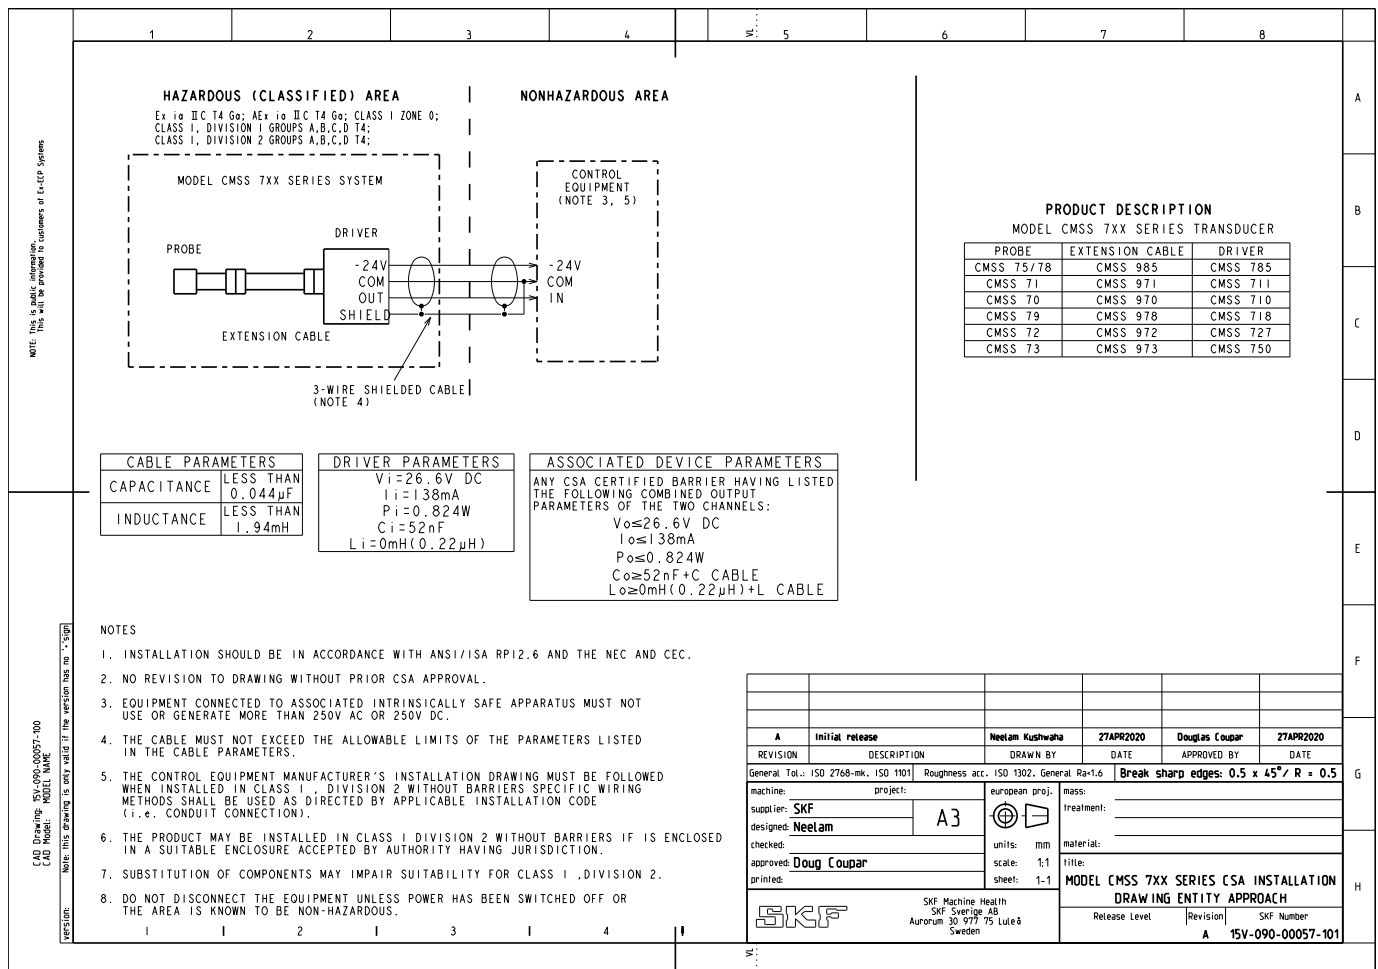 1 2 3 4 5 6 7 8
VL
HAZARDOUS (CLASSIFIED) AREA
Ex ia IIC T4 Ga; AEx ia IIC T4 Ga; CLASS I ZONE 0;
CLASS I, DIVISION I GROUPS A,B,C,D T4;
CLASS I, DIVISION 2 GROUPS A,B,C,D T4;
NONHAZARDOUS AREA
MODEL CMSS 7XX SERIES SYSTEM
CONTROL
EQUIPMENT
(NOTE 3, 5)
DRIVER
PROBE
-24V
COM
OUT
SHIELD
-24V
COM
IN
EXTENSION CABLE
3-WIRE SHIELDED CABLE
(NOTE 4)
PRODUCT DESCRIPTION
MODEL CMSS 7XX SERIES TRANSDUCER
PROBE EXTENSION CABLE DRIVER
CMSS 75/78 CMSS 985 CMSS 785
CMSS 71 CMSS 971 CMSS 711
CMSS 70 CMSS 970 CMSS 710
CMSS 79 CMSS 978 CMSS 718
CMSS 72 CMSS 972 CMSS 727
CMSS 73 CMSS 973 CMSS 750
A
B
C
D
E
F
G
H
NOTE: This is public information.
This will be provided to customers of Ex-ECP Systems
CABLE PARAMETERS
CAPACITANCE LESS THAN
0.044µF
INDUCTANCE LESS THAN
1.94mH
DRIVER PARAMETERS
Vi=26.6V DC
Ii=138mA
Pi=0.824W
Ci=52nF
Li=0mH(0.22µH)
ASSOCIATED DEVICE PARAMETERS
ANY CSA CERTIFIED BARRIER HAVING LISTED
THE FOLLOWING COMBINED OUTPUT
PARAMETERS OF THE TWO CHANNELS:
Vo≤26.6V DC
Io≤138mA
Po≤0.824W
Co≥52nF+C CABLE
Lo≥0mH(0.22µH)+L CABLE
NOTES
1. INSTALLATION SHOULD BE IN ACCORDANCE WITH ANSI/ISA RP12.6 AND THE NEC AND CEC.
2. NO REVISION TO DRAWING WITHOUT PRIOR CSA APPROVAL.
3. EQUIPMENT CONNECTED TO ASSOCIATED INTRINSICALLY SAFE APPARATUS MUST NOT
USE OR GENERATE MORE THAN 250V AC OR 250V DC.
4. THE CABLE MUST NOT EXCEED THE ALLOWABLE LIMITS OF THE PARAMETERS LISTED
IN THE CABLE PARAMETERS.
5. THE CONTROL EQUIPMENT MANUFACTURER'S INSTALLATION DRAWING MUST BE FOLLOWED
WHEN INSTALLED IN CLASS I , DIVISION 2 WITHOUT BARRIERS SPECIFIC WIRING
METHODS SHALL BE USED AS DIRECTED BY APPLICABLE INSTALLATION CODE
(i.e. CONDUIT CONNECTION).
6. THE PRODUCT MAY BE INSTALLED IN CLASS I DIVISION 2 WITHOUT BARRIERS IF IS ENCLOSED
IN A SUITABLE ENCLOSURE ACCEPTED BY AUTHORITY HAVING JURISDICTION.
7. SUBSTITUTION OF COMPONENTS MAY IMPAIR SUITABILITY FOR CLASS I ,DIVISION 2.
8. DO NOT DISCONNECT THE EQUIPMENT UNLESS POWER HAS BEEN SWITCHED OFF OR
THE AREA IS KNOWN TO BE NON-HAZARDOUS.
CAD Drawing: 15V-090-00057-100
CAD Model: MODEL NAME
version: Note: this drawing is only valid if the version has no '+'sign
1 2 3 4
VL
A Initial release Neelam Kushwaha 27APR2020 Douglas Coupar 27APR2020
REVISION DESCRIPTION DRAWN BY DATE APPROVED BY DATE
General Tol.: ISO 2768-mk, ISO 1101 Roughness acc. ISO 1302, General Ra<1.6 Break sharp edges: 0.5 x 45°/ R = 0.5
machine: project:
supplier: SKF
designed: Neelam
checked:
approved: Doug Coupar
printed:
A3
european proj.
units: mm
scale: 1:1
sheet: 1-1
mass:
treatment:
material:
title:
MODEL CMSS 7XX SERIES CSA INSTALLATION
DRAWING ENTITY APPROACH
SKF
SKF Machine Health
SKF Sverige AB
Aurorum 30 977 75 Luleå
Sweden
Release Level Revision SKF Number
A 15V-090-00057-101